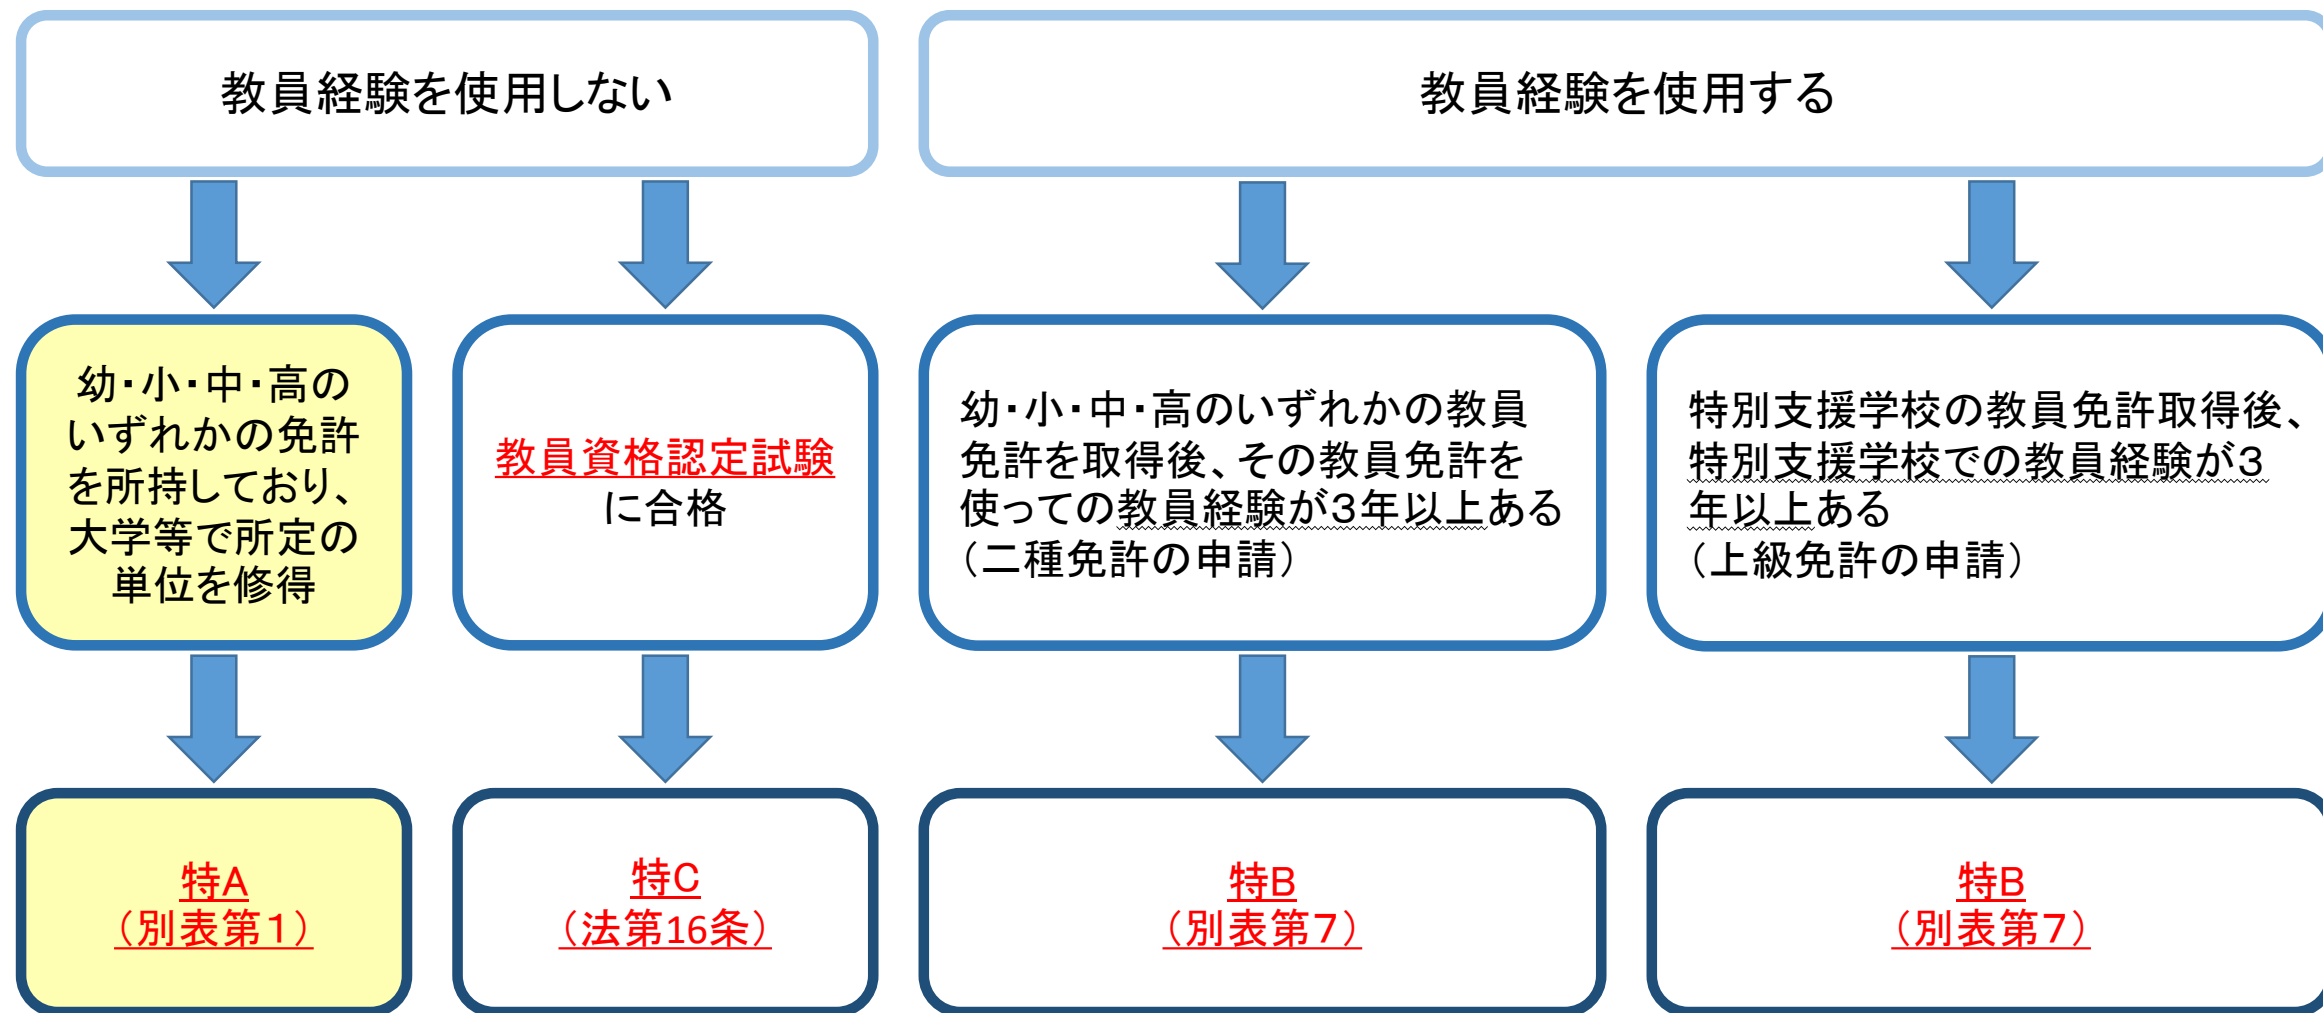 教員経験を使用しない
教員経験を使用する
幼・小・中・高の
いずれかの免許
を所持しており、
大学等で所定の
単位を修得
教員資格認定試験
に合格
幼・小・中・高のいずれかの教員
免許を取得後、その教員免許を
使っての教員経験が3年以上ある
（二種免許の申請）
特別支援学校の教員免許取得後、
特別支援学校での教員経験が3
年以上ある
（上級免許の申請）
特A
（別表第1）
特C
（法第16条）
特B
（別表第7）
特B
（別表第7）